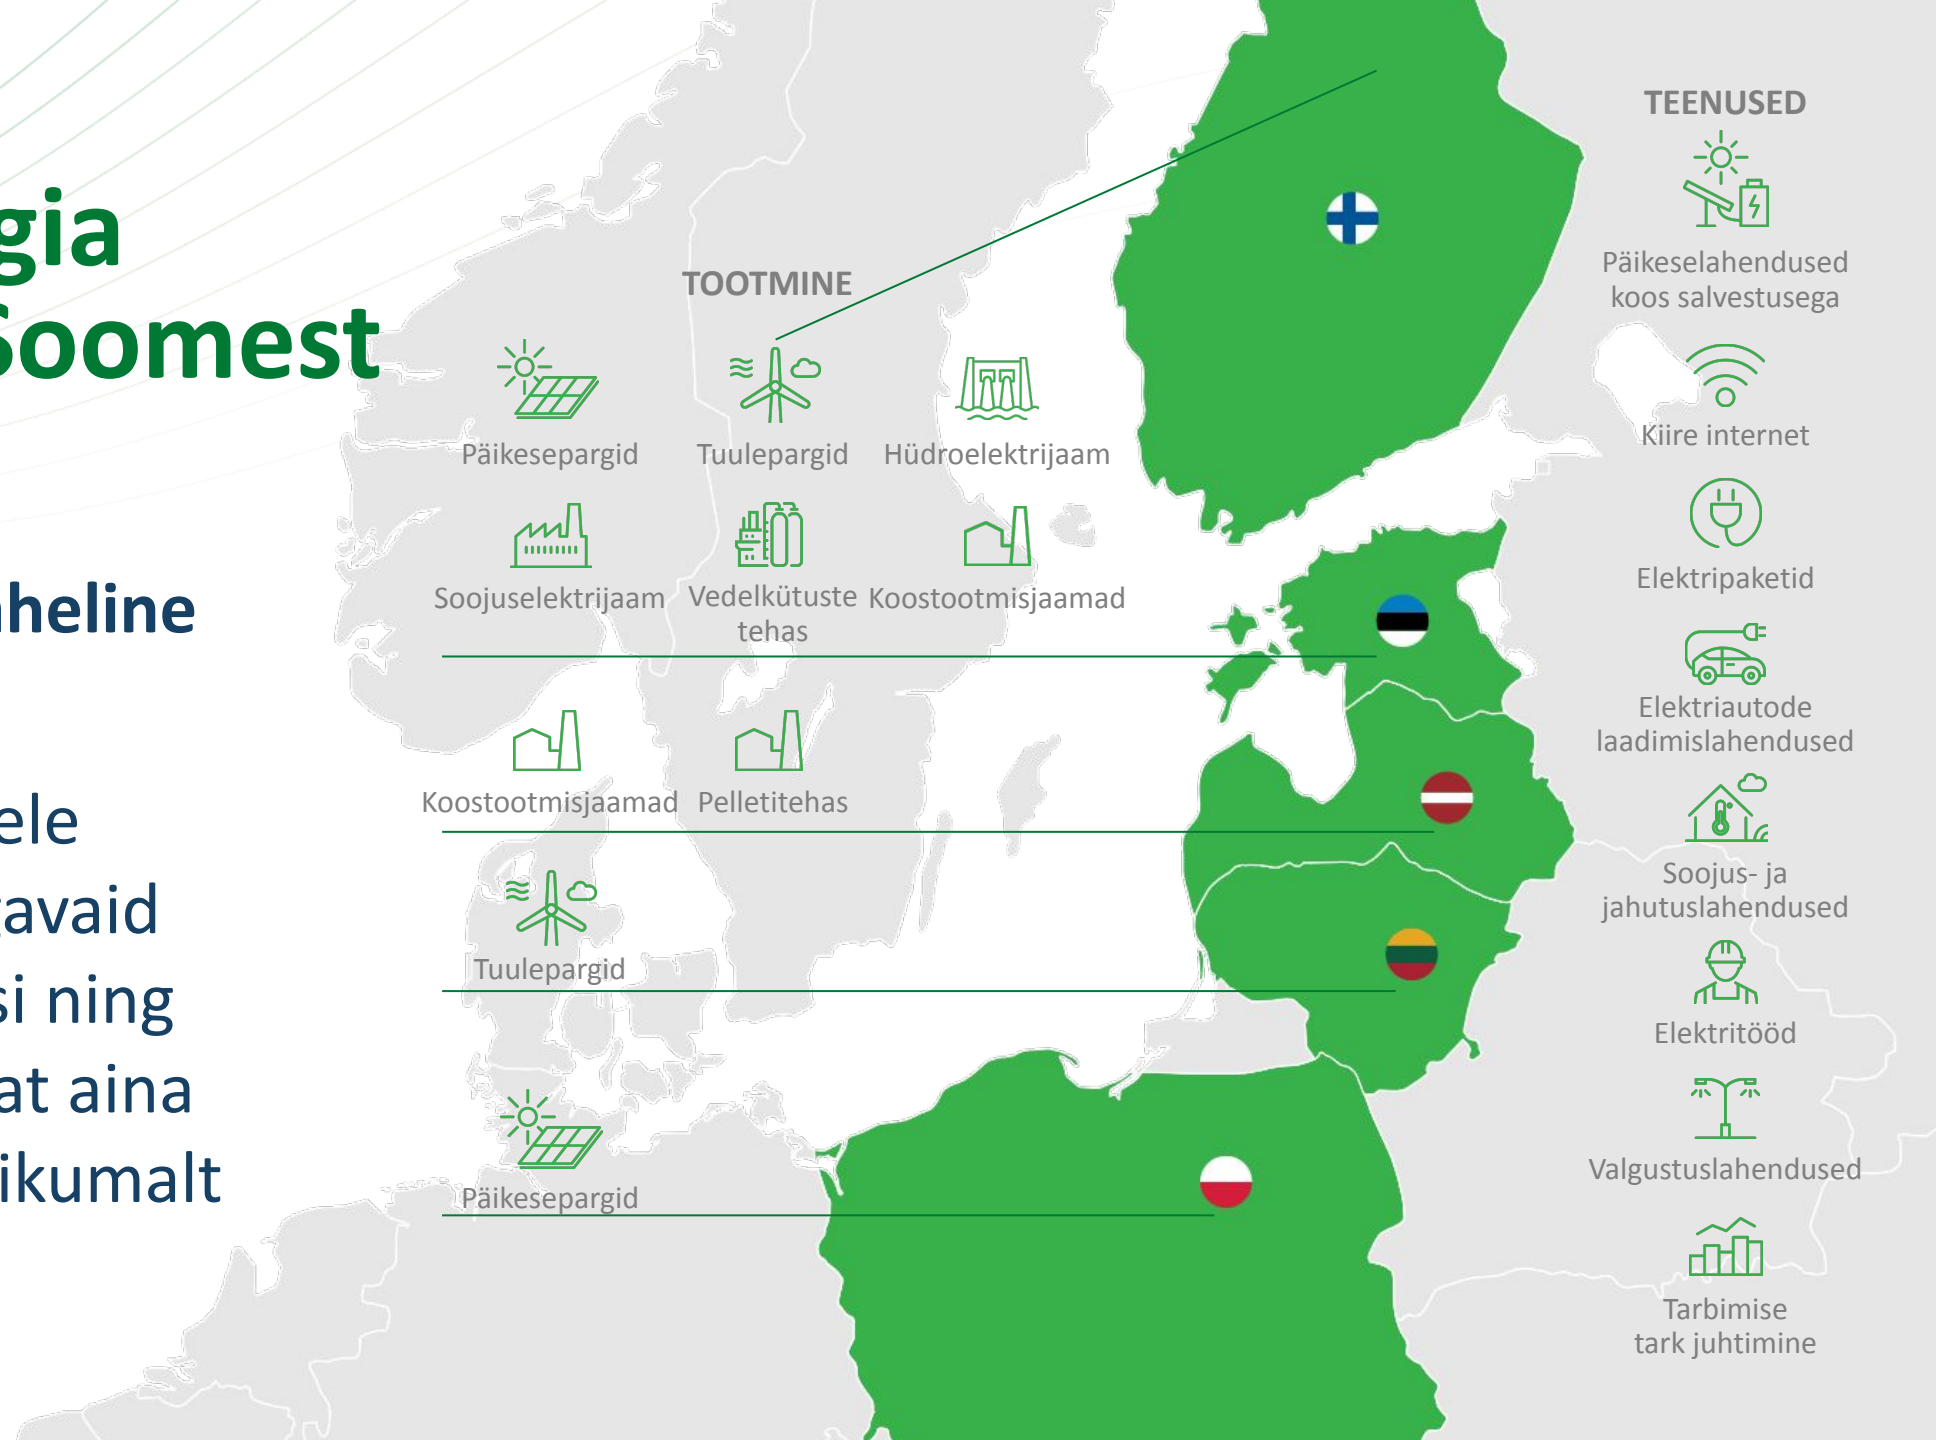 gia
Soomest
heline
ele
gavaid
si ning
at aina
ikumalt
TOOTMINE
Päikesepargid
Tuulepargid
Hüdroelektrijaam
Soojuselektrijaam
Vedelkütuste
tehas
Koostootmisjaamad
Koostootmisjaamad
Pelletitehas
Tuulepargid
Päikesepargid
TEENUSED
Päikeselahendused
koos salvestusega
Kiire internet
Elektripaketid
Elektriautode
laadimislahendused
Soojus- ja
jahutuslahendused
Elektritööd
Valgustuslahendused
Tarbimise
tark juhtimine